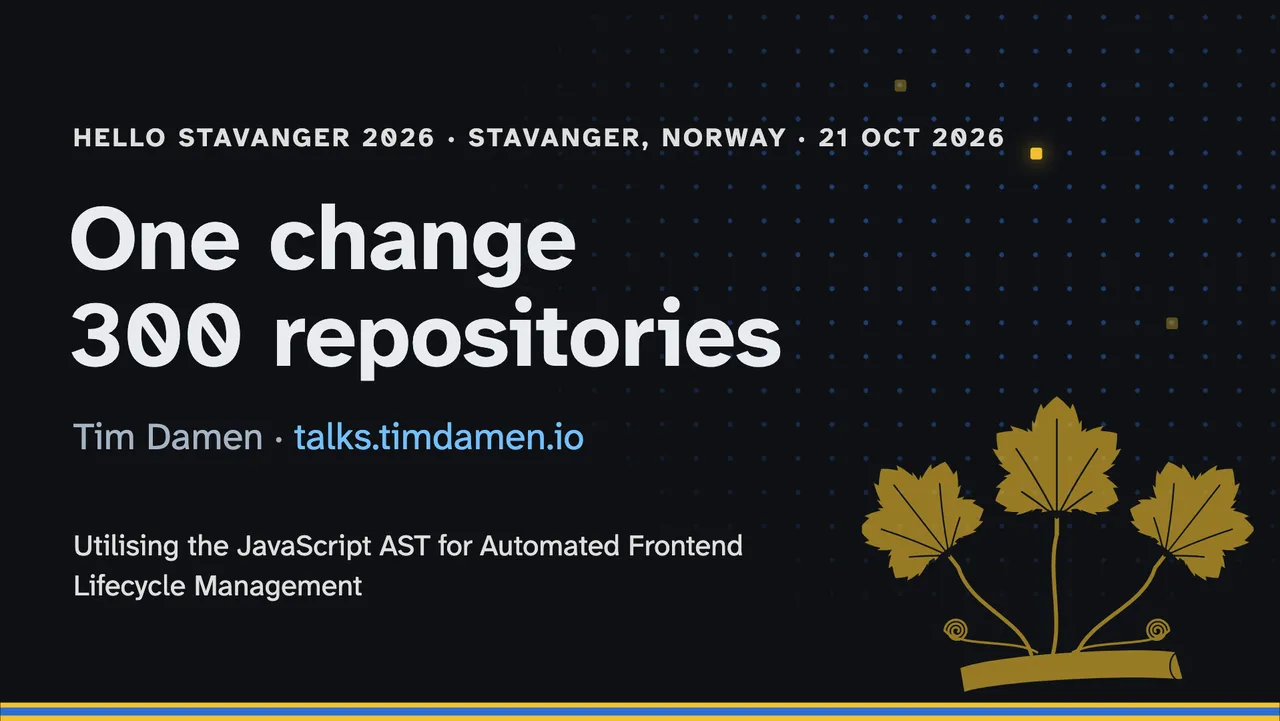 HELLO STAVANGER 2026 · STAVANGER, NORWAY · 21 OCT 2026
One change
300 repositories
Tim Damen · talks.timdamen.io
Utilising the JavaScript AST for Automated Frontend
Lifecycle Management